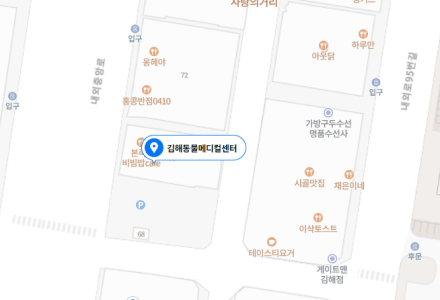 사랑의거리
입구
웅헤야
72
하루만
아웃닭
홍콩반점0410
입구
입구
내외중앙로
내외로95번길
가방구두수선
명품수선사
김해동물메디컬센터
본
비빔밥cafe
시골맛집
채은이네
P
이삭토스트
68
테이스티요거
후문
게이트맨
김해점